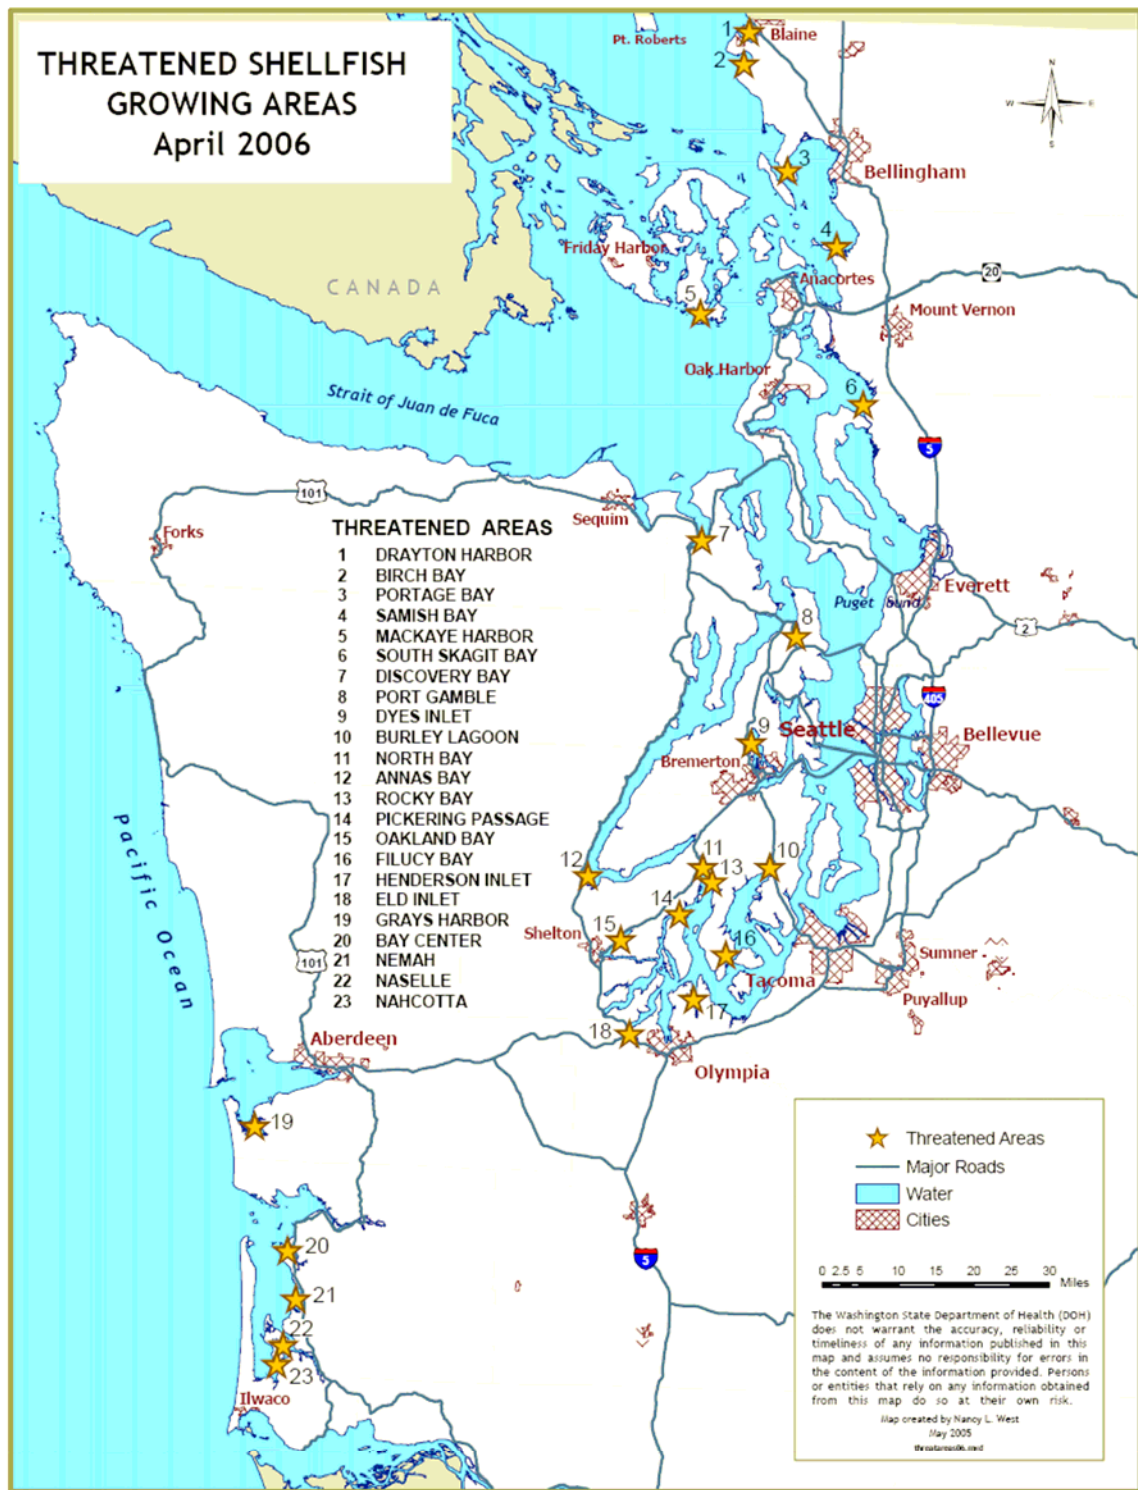 THREATENED SHELLFISH
GROWING AREAS
April 2006
Pt. Roberts
1
Blaine
2
N
W
E
S
3
Bellingham
4
Friday Harbor
CANADA
Anacortes
20
5
Mount Vernon
Oak Harbor
6
Strait of Juan de Fuca
5
101
Sequim
Forks
7
THREATENED AREAS
1 DRAYTON HARBOR
2 BIRCH BAY
3 PORTAGE BAY
4 SAMISH BAY
5 MACKAYE HARBOR
6 SOUTH SKAGIT BAY
7 DISCOVERY BAY
8 PORT GAMBLE
9 DYES INLET
10 BURLEY LAGOON
11 NORTH BAY
12 ANNAS BAY
13 ROCKY BAY
14 PICKERING PASSAGE
15 OAKLAND BAY
16 FILUCY BAY
17 HENDERSON INLET
18 ELD INLET
19 GRAYS HARBOR
20 BAY CENTER
21 NEMAH
22 NASELLE
23 NAHCOTTA
Everett
Puget Sund
8
2
405
9
Seattle
Bellevue
Bremerton
Pacific Ocean
12
11
13
10
14
15
Shelton
16
Sumner
Tacoma
Puyallup
17
101
18
Aberdeen
Olympia
19
20
21
22
23
Ilwaco
5
Threatened Areas
Major Roads
Water
Cities
0 2.5 5 10 15 20 25 30
Miles
The Washington State Department of Health (DOH)
does not warrant the accuracy, reliability or
timeliness of any information published in this
map and assumes no responsibility for errors in
the content of the information provided. Persons
or entities that rely on any information obtained
from this map do so at their own risk.
Map created by Nancy L. West
May 2005